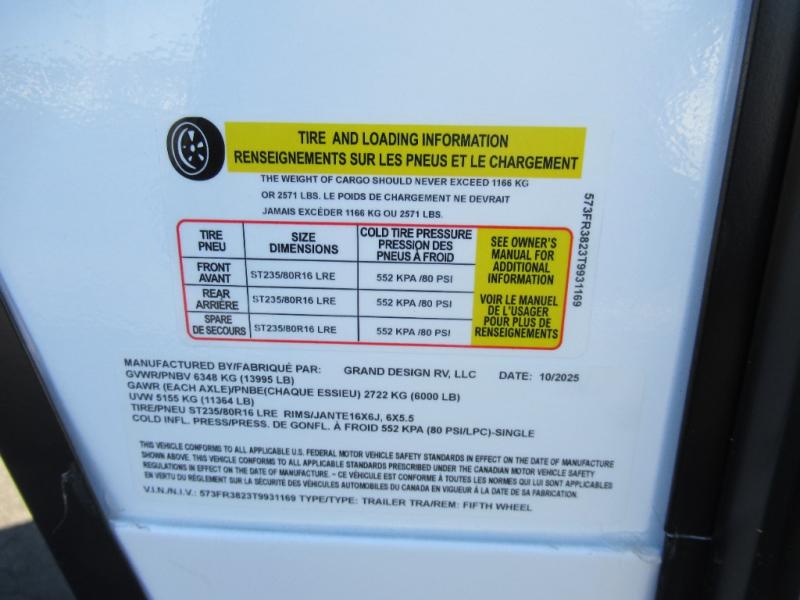 TIRE AND LOADING INFORMATION
RENSEIGNEMENTS SUR LES PNEUS ET LE CHARGEMENT
THE WEIGHT OF CARGO SHOULD NEVER EXCEED 1166 KG
OR 2571 LBS. LE POIDS DE CHARGEMENT NE DEVRAIT
JAMAIS EXCÉDER 1166 KG OU 2571 LBS.
TIRE
PNEU
SIZE
DIMENSIONS
COLD TIRE PRESSURE
PRESSION DES
PNEUS À FROID
FRONT
AVANT
ST235/80R16 LRE
552 KPA /80 PSI
REAR
ARRIÈRE
ST235/80R16 LRE
552 KPA /80 PSI
SPARE
DE SECOURS
ST235/80R16 LRE
552 KPA /80 PSI
SEE OWNER'S
MANUAL FOR
ADDITIONAL
INFORMATION
VOIR LE MANUEL
DE L'USAGER
POUR PLUS DE
RENSEIGNEMENTS
573FR3823T9931169
MANUFACTURED BY/FABRIQUÉ PAR: GRAND DESIGN RV, LLC DATE: 10/2025
GVWR/PNBV 6348 KG (13995 LB)
GAWR (EACH AXLE)/PNBE(CHAQUE ESSIEU) 2722 KG (6000 LB)
UVW 5155 KG (11364 LB)
TIRE/PNEU ST235/80R16 LRE RIMS/JANTE16X6J, 6X5.5
COLD INFL. PRESS/PRESS. DE GONFL. À FROID 552 KPA (80 PSI/LPC)-SINGLE
THIS VEHICLE CONFORMS TO ALL APPLICABLE U.S. FEDERAL MOTOR VEHICLE SAFETY STANDARDS IN EFFECT ON THE DATE OF MANUFACTURE
SHOWN ABOVE. THIS VEHICLE CONFORMS TO ALL APPLICABLE STANDARDS PRESCRIBED UNDER THE CANADIAN MOTOR VEHICLE SAFETY
REGULATIONS IN EFFECT ON THE DATE OF MANUFACTURE. - CE VÉHICULE EST CONFORME À TOUTES LES NORMES QUI LUI SONT APPLICABLES
EN VERTU DU RÈGLEMENT SUR LA SÉCURITÉ DES VÉHICULES AUTOMOBILES DU CANADA EN VIGUEUR À LA DATE DE SA FABRICATION.
V.I.N./N.I.V.: 573FR3823T9931169 TYPE/TYPE: TRAILER TRA/REM: FIFTH WHEEL